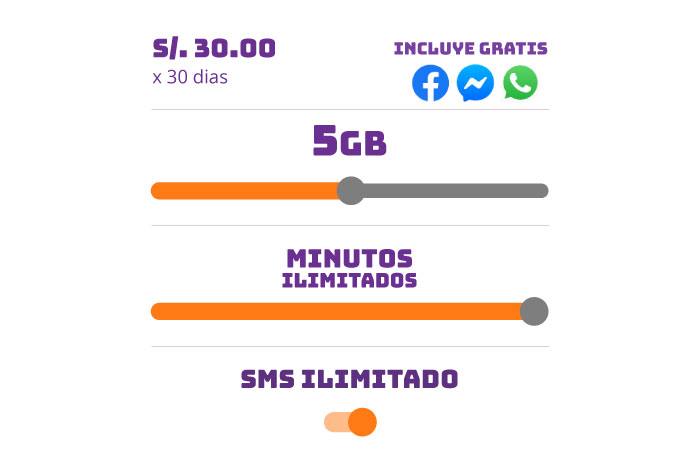 S/. 30.00
x 30 dias
INCLUYE GRATIS
5GB
MINUTOS
ILIMITADOS
SMS ILIMITADO